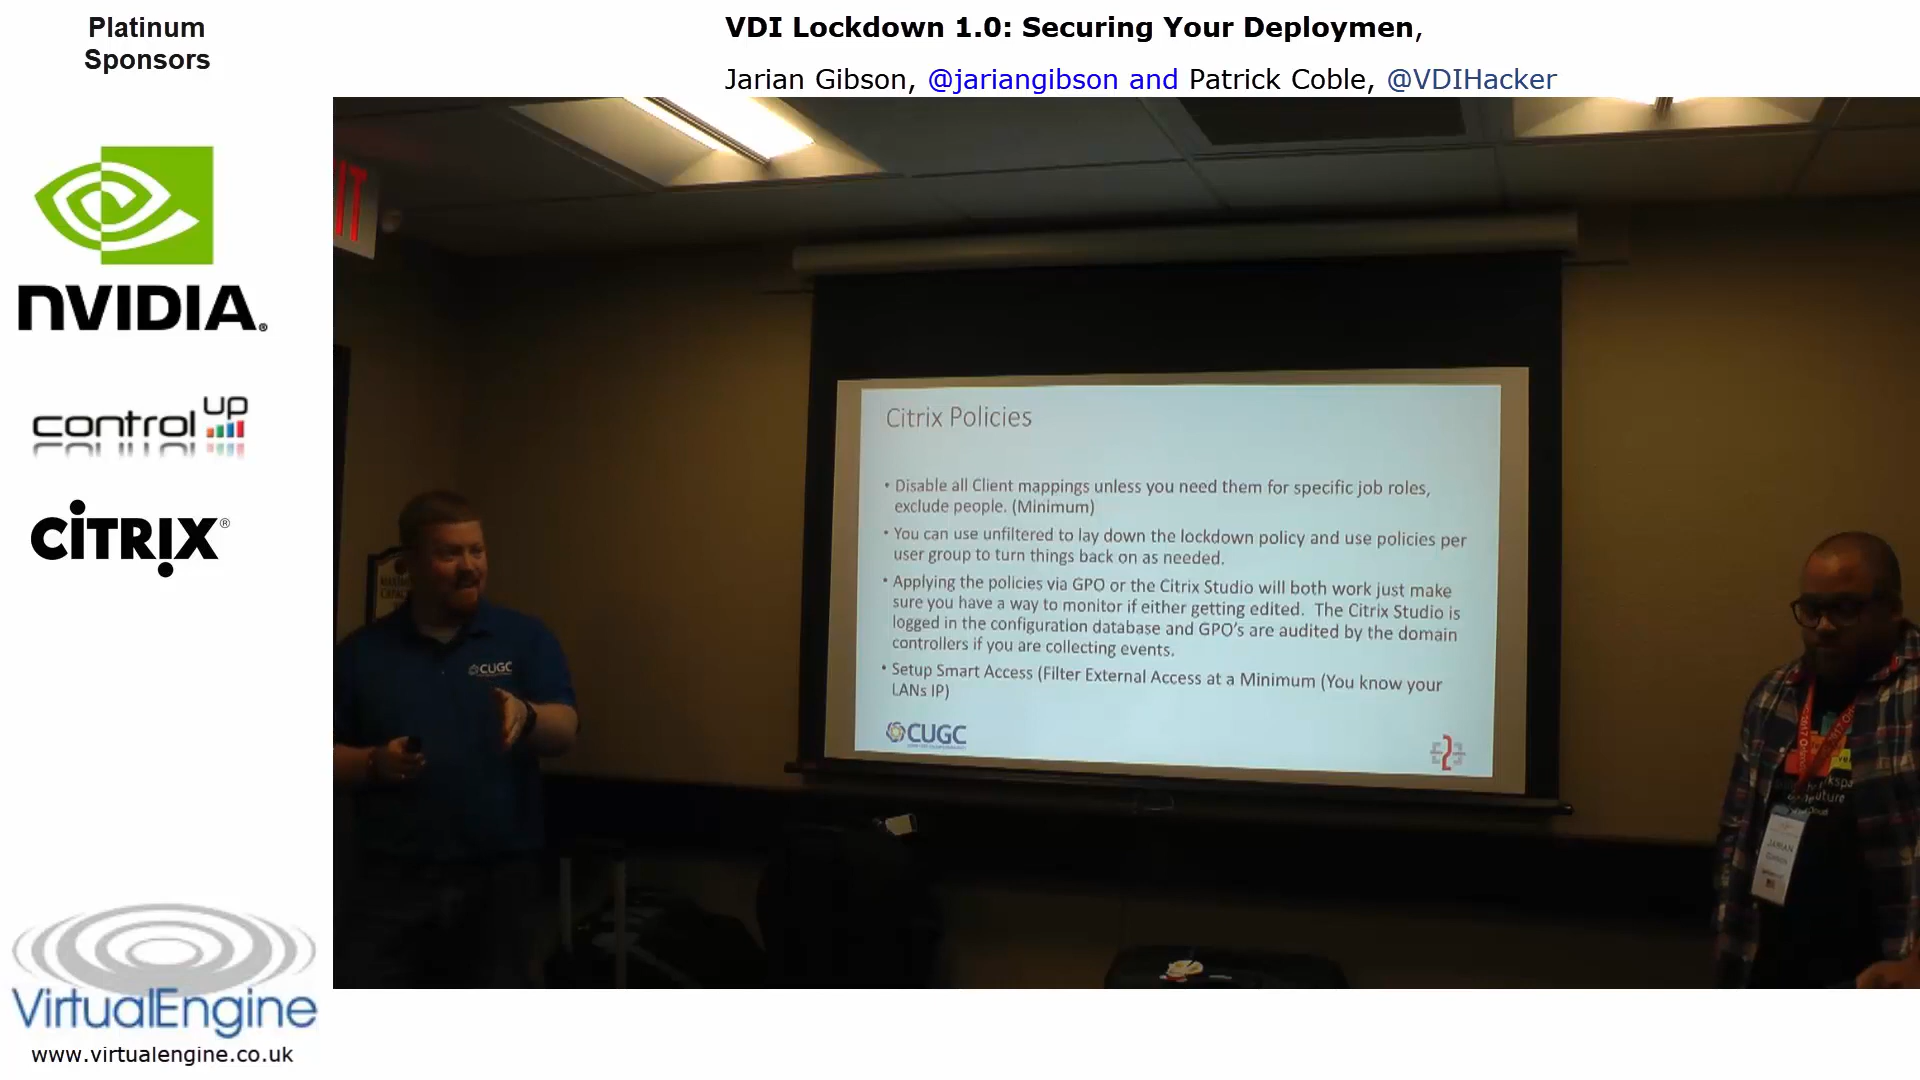 Platinum
Sponsors
VDI Lockdown 1.0: Securing Your Deploymen,
Jarian Gibson, @jariangibson and Patrick Coble, @VDIHacker
IT
NVIDIA.
control up
CİTRIX®
Citrix Policies
• Disable all Client mappings unless you need them for specific job roles,
exclude people. (Minimum)
• You can use unfiltered to lay down the lockdown policy and use policies per
user group to turn things back on as needed.
• Applying the policies via GPO or the Citrix Studio will both work just make
sure you have a way to monitor if either getting edited. The Citrix Studio is
logged in the configuration database and GPO's are audited by the domain
controllers if you are collecting events.
• Setup Smart Access (Filter External Access at a Minimum (You know your
LANs IP)
CUGC
CUGC
JARIAN
VirtualEngine
www.virtualengine.co.uk